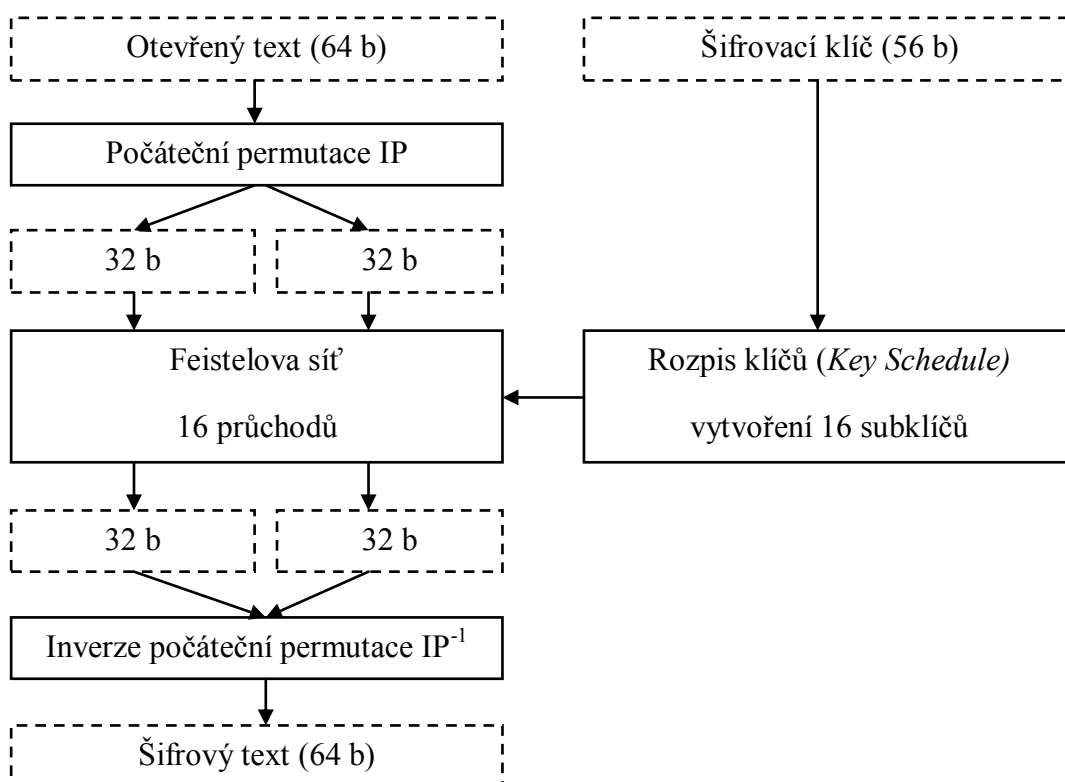 Otevřený text (64 b)
Šifrovací klíč (56 b)
Počáteční permutace IP
32 b
32 b
Feistelova síť
16 průchodů
Rozpis klíčů (Key Schedule)
vytvoření 16 subklíčů
32 b
32 b
Inverze počáteční permutace IP-1
Šifrový text (64 b)